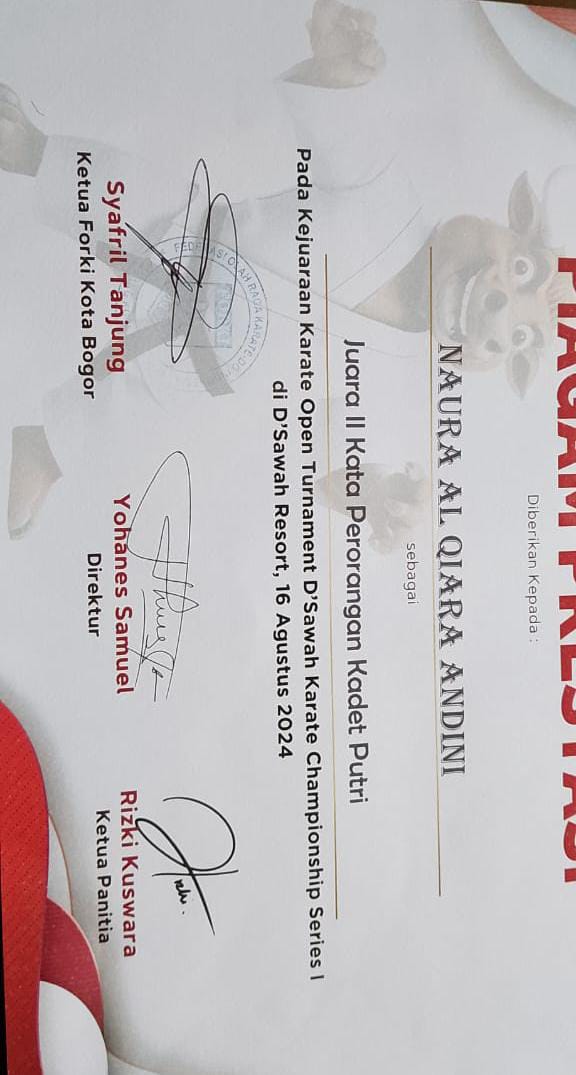 PIAGAM PRESTASI
Diberikan Kepada :
NAURA AL QIARA ANDINI
sebagai
Juara II Kata Perorangan Kadet Putri
Pada Kejuaraan Karate Open Turnament D'Sawah Karate Championship Series I
di D'Sawah Resort, 16 Agustus 2024
Syafril Tanjung
Ketua Forki Kota Bogor
Yohanes Samuel
Direktur
Rizki Kuswara
Ketua Panitia